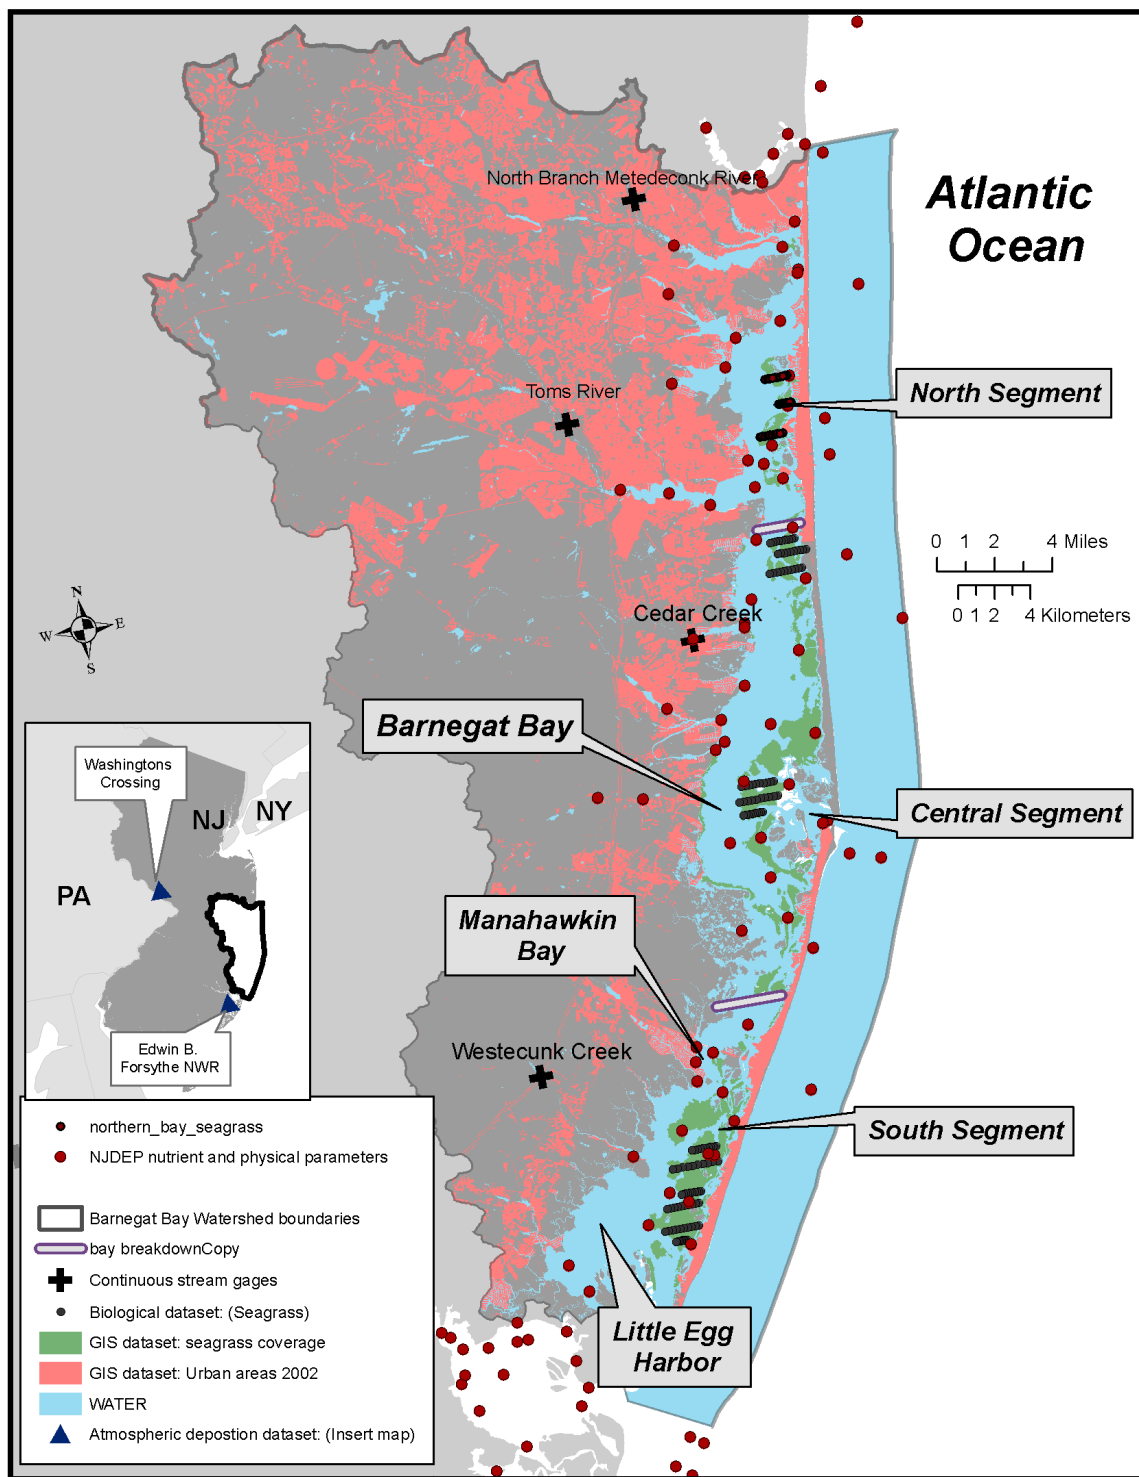 Atlantic
Ocean
North Branch Metedeconk River
North Segment
Toms River
0 1 2 4 Miles
0 1 2 4 Kilometers
N
W E
S
Cedar Creek
Barnegat Bay
Central Segment
Washingtons
Crossing
NJ NY
PA
Manahawkin
Bay
Edwin B.
Forsythe NWR
Westecunk Creek
South Segment
northern_bay_seagrass
NJDEP nutrient and physical parameters
Barnegat Bay Watershed boundaries
bay breakdownCopy
Continuous stream gages
Biological dataset: (Seagrass)
GIS dataset: seagrass coverage
GIS dataset: Urban areas 2002
WATER
Atmospheric depostion dataset: (Insert map)
Little Egg
Harbor